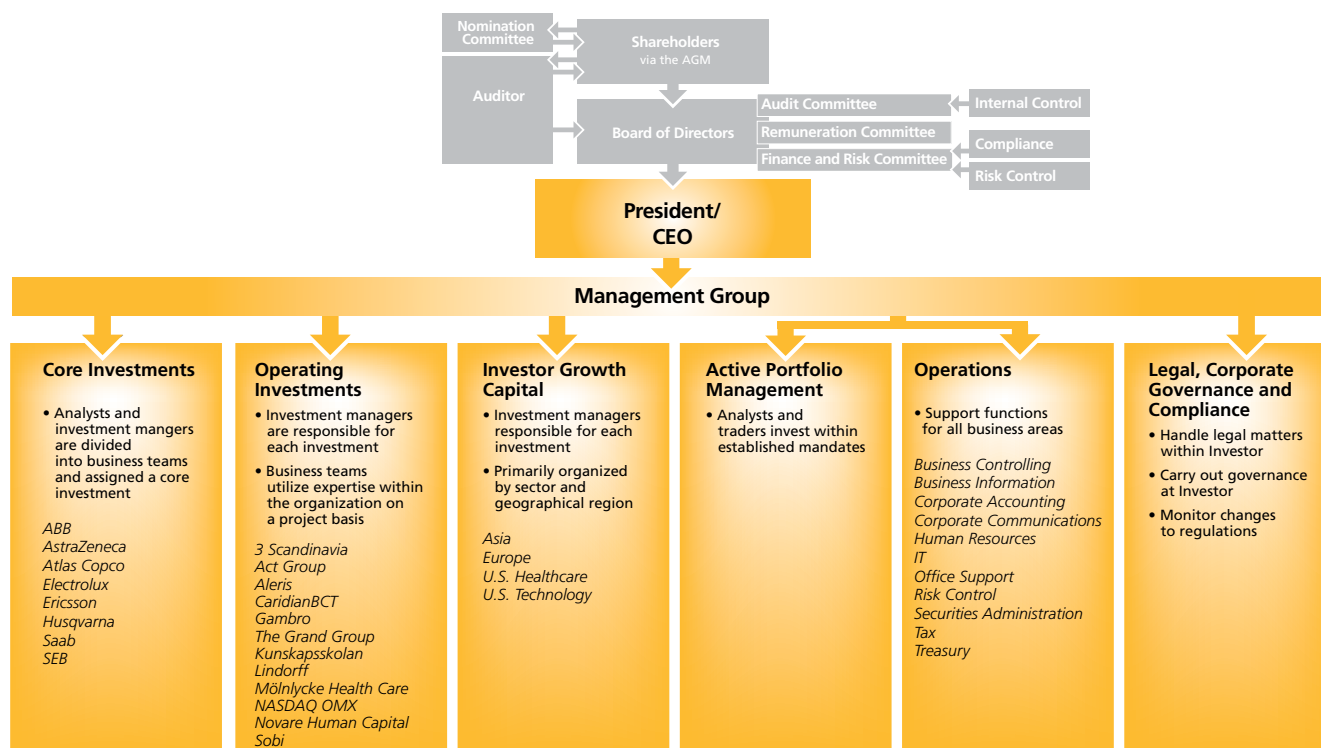 Nomination
Committee
Shareholders
via the AGM
Auditor
Board of Directors
Audit Committee
Remuneration Committee
Finance and Risk Committee
Internal Control
Compliance
Risk Control
President/
CEO
Management Group
Core Investments
• Analysts and
investment mangers
are divided
into business teams
and assigned a core
investment
ABB
AstraZeneca
Atlas Copco
Electrolux
Ericsson
Husqvarna
Saab
SEB
Operating
Investments
• Investment managers
are responsible for
each investment
• Business teams
utilize expertise within
the organization on
a project basis
3 Scandinavia
Act Group
Aleris
CaridianBCT
Gambro
The Grand Group
Kunskapsskolan
Lindorff
Mölnlycke Health Care
NASDAQ OMX
Novare Human Capital
Sobi
Investor Growth
Capital
• Investment managers
responsible for each
investment
• Primarily organized
by sector and
geographical region
Asia
Europe
U.S. Healthcare
U.S. Technology
Active Portfolio
Management
• Analysts and
traders invest within
established mandates
Operations
• Support functions
for all business areas
Business Controlling
Business Information
Corporate Accounting
Corporate Communications
Human Resources
IT
Office Support
Risk Control
Securities Administration
Tax
Treasury
Legal, Corporate
Governance and
Compliance
• Handle legal matters
within Investor
• Carry out governance
at Investor
• Monitor changes
to regulations